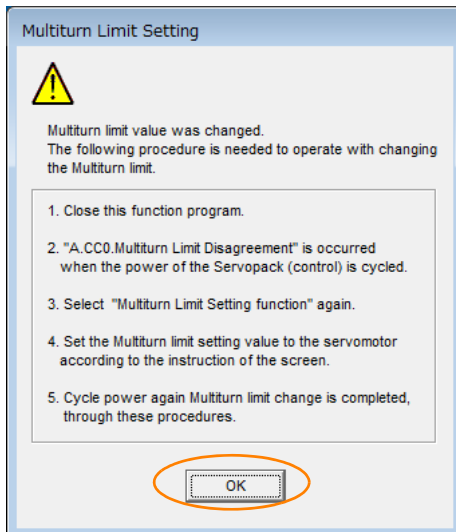 Multiturn Limit Setting
Multiturn limit value was changed.
The following procedure is needed to operate with changing
the Multiturn limit.
1. Close this function program.
2. "A.CC0.Multiturn Limit Disagreement" is occurred
when the power of the Servopack (control) is cycled.
3. Select "Multiturn Limit Setting function" again.
4. Set the Multiturn limit setting value to the servomotor
according to the instruction of the screen.
5. Cycle power again Multiturn limit change is completed,
through these procedures.
OK